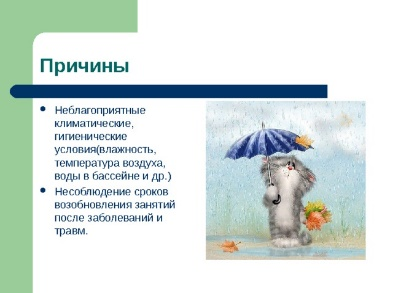 Причины
Неблагоприятные
климатические,
гигиенические
условия(влажность,
температура воздуха,
воды в бассейне и др.)
Несоблюдение сроков
возобновления занятий
после заболеваний и
травм.